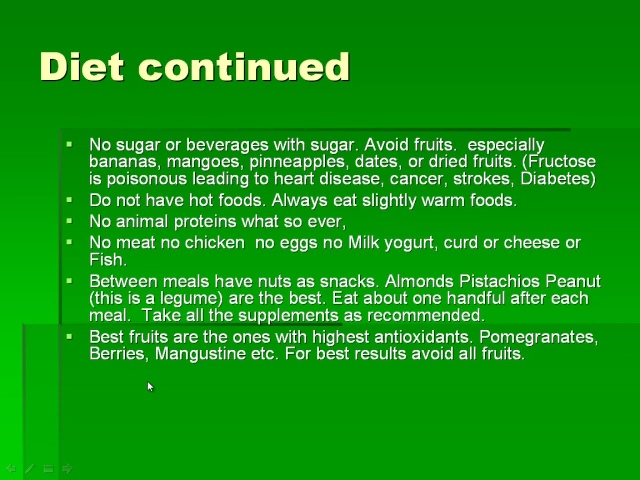 Diet continued
No sugar or beverages with sugar. Avoid fruits.  especially
bananas, mangoes, pinneapples, dates, or dried fruits. (Fructose
is poisonous leading to heart disease, cancer, strokes, Diabetes)
Do not have hot foods. Always eat slightly warm foods.
No animal proteins what so ever,
No meat no chicken  no eggs no Milk yogurt, curd or cheese or
Fish.
Between meals have nuts as snacks. Almonds Pistachios Peanut
(this is a legume) are the best. Eat about one handful after each
meal.  Take all the supplements as recommended.
Best fruits are the ones with highest antioxidants. Pomegranates,
Berries, Mangustine etc. For best results avoid all fruits.